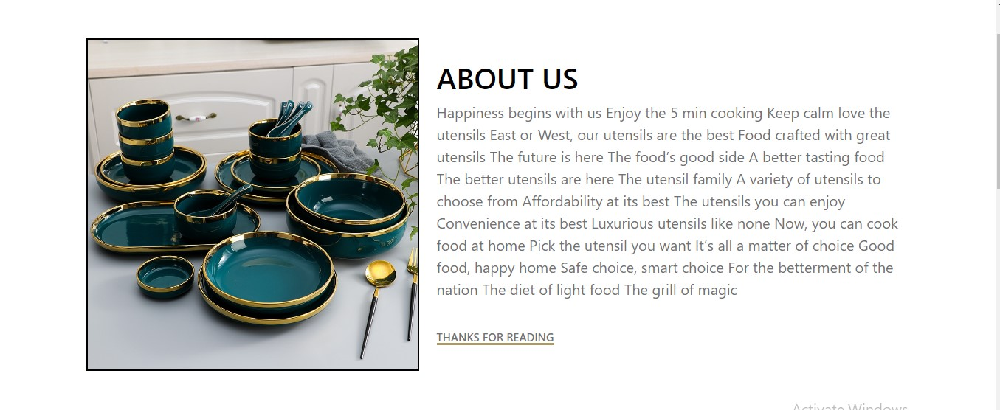 ABOUT US
Happiness begins with us Enjoy the 5 min cooking Keep calm love the
utensils East or West, our utensils are the best Food crafted with great
utensils The future is here The food’s good side A better tasting food
The better utensils are here The utensil family A variety of utensils to
choose from Affordability at its best The utensils you can enjoy
Convenience at its best Luxurious utensils like none Now, you can cook
food at home Pick the utensil you want It’s all a matter of choice Good
food, happy home Safe choice, smart choice For the betterment of the
nation The diet of light food The grill of magic
THANKS FOR READING
Activate Windows